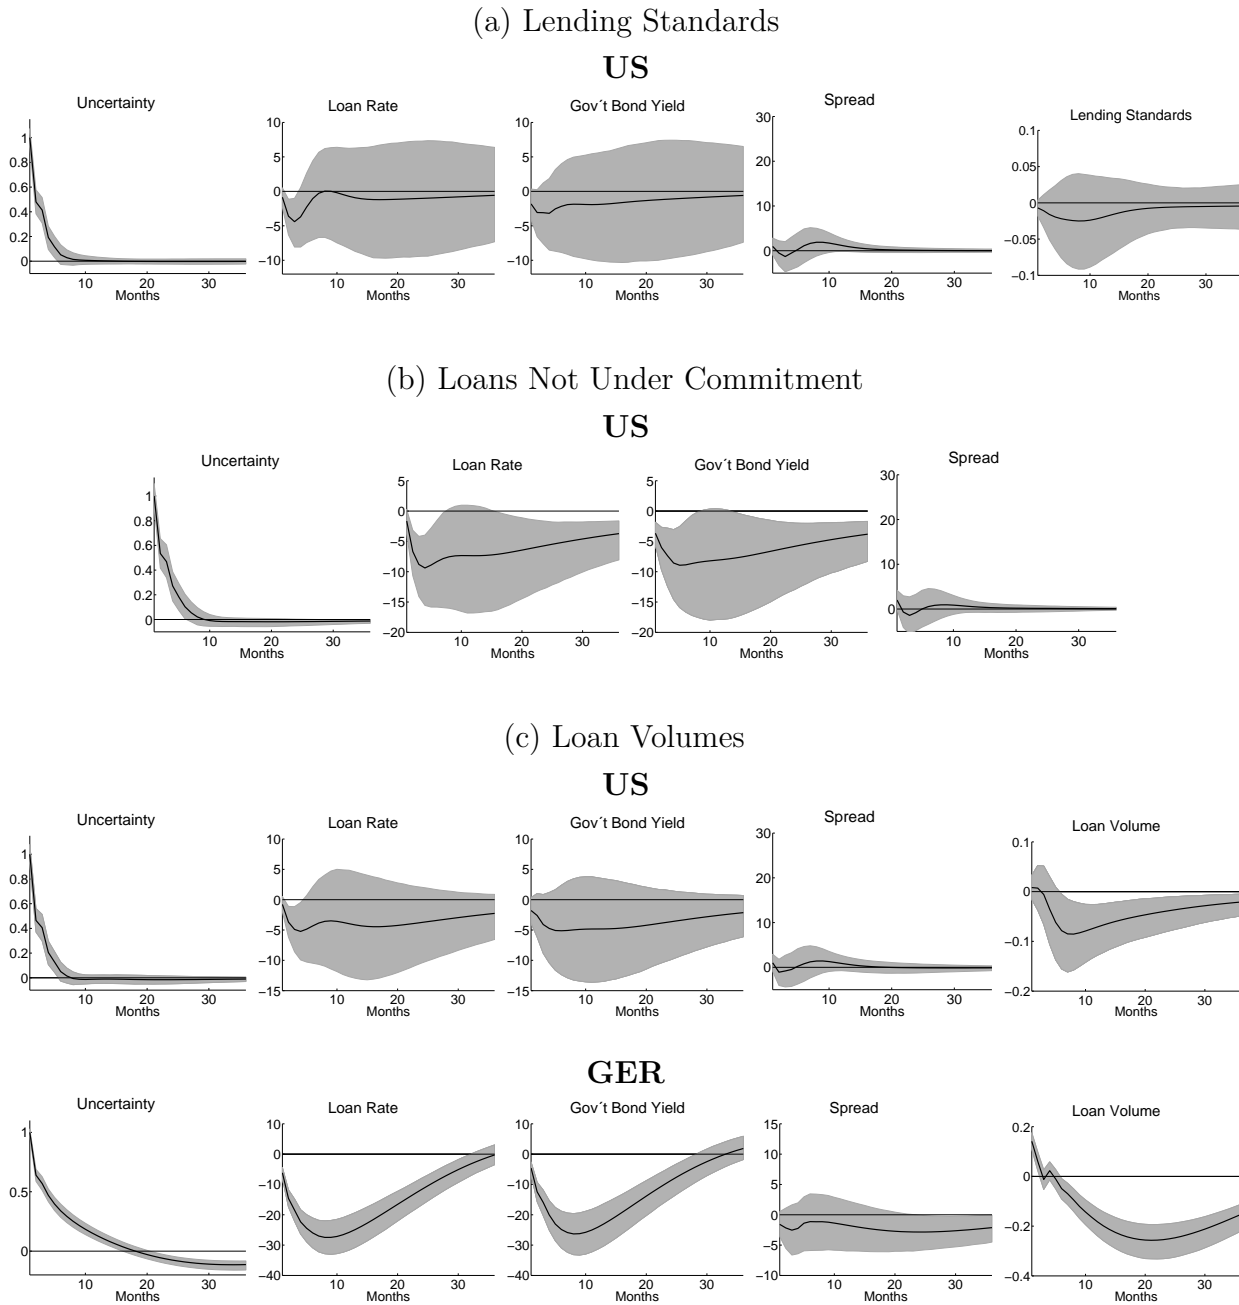 (a) Lending Standards
US
Uncertainty Loan Rate Gov´t Bond Yield Spread Lending Standards
1 0.8 0.6 0.4 0.2 0
10 5 0 −5 −10
10 5 0 −5 −10
30 20 10 0
0.1 0.05 0 −0.05 −0.1
10 20 30 10 20 30 10 20 30 10 20 30 10 20 30
Months Months Months Months Months
(b) Loans Not Under Commitment
US
Uncertainty Loan Rate Gov´t Bond Yield Spread
1 0.8 0.6 0.4 0.2 0
5 0 −5 −10 −15 −20
5 0 −5 −10 −15 −20
30 20 10 0
10 20 30 10 20 30 10 20 30 10 20 30
Months Months Months Months
(c) Loan Volumes
US
Uncertainty Loan Rate Gov´t Bond Yield Spread Loan Volume
1 0.8 0.6 0.4 0.2 0
10 5 0 −5 −10 −15
10 5 0 −5 −10 −15
30 20 10 0
0.1 0 −0.1 −0.2
10 20 30 10 20 30 10 20 30 10 20 30 10 20 30
Months Months Months Months Months
GER
Uncertainty Loan Rate Gov´t Bond Yield Spread Loan Volume
1 0.5 0
10 0 −10 −20 −30 −40
10 0 −10 −20 −30 −40
15 10 5 0 −5 −10
0.2 0 −0.2 −0.4
10 20 30 10 20 30 10 20 30 10 20 30 10 20 30
Months Months Months Months Months